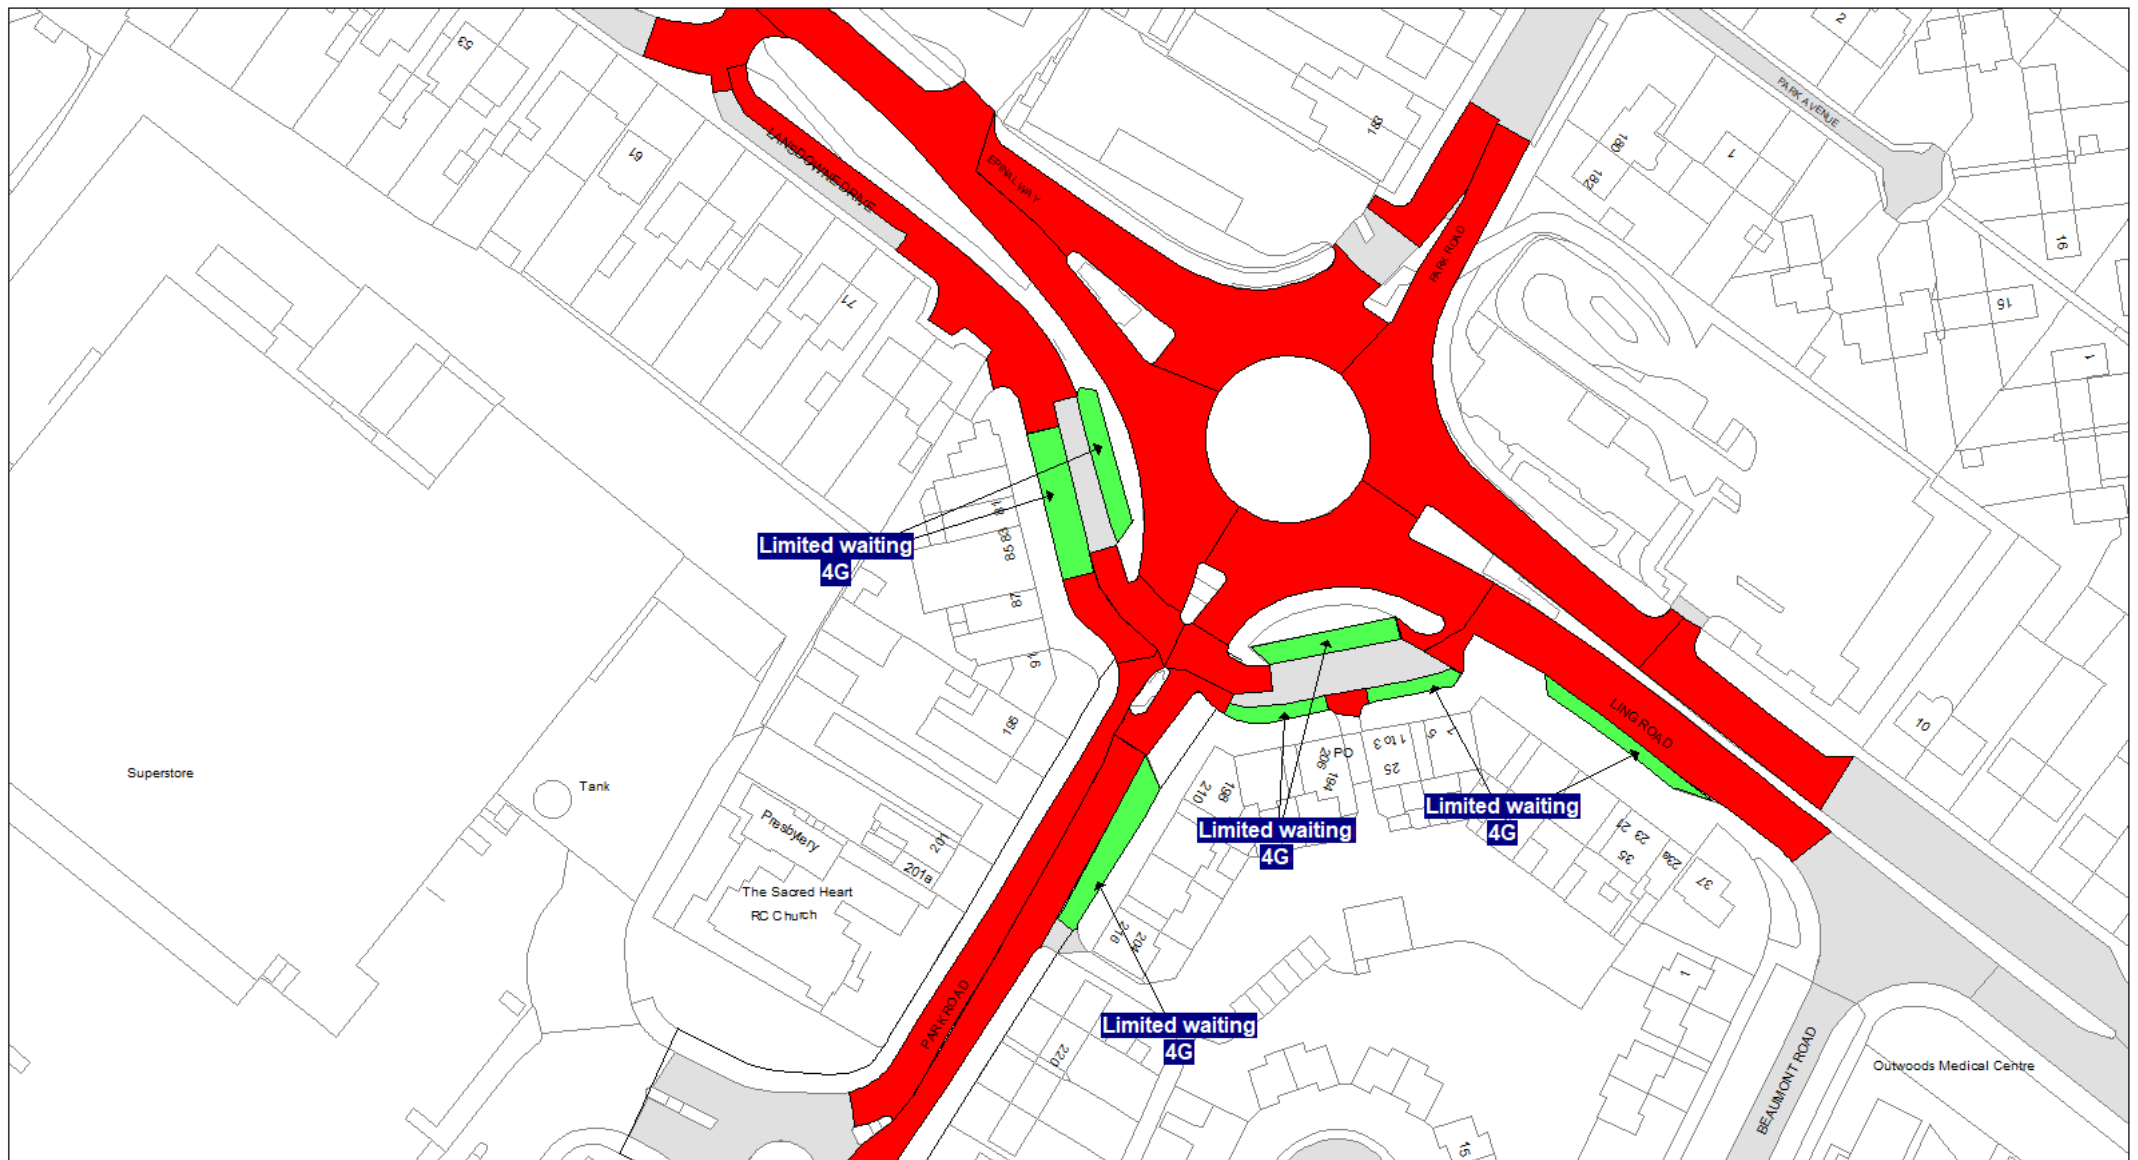 53
2
PARK AVENUE
183
180
1
61
LANSDOWNE DRIVE
EPINAL WAY
182
16
PARK ROAD
71
15
1
81
85 83
Limited waiting
4G
87
195
10
LING ROAD
PO
206
1 to 3
5
25
194
210
198
Superstore
Tank
Presbytery
201
201a
Limited waiting
4G
Limited waiting
4G
23 21
35
23a
37
The Sacred Heart
RC Church
216
204
1
PARK ROAD
Limited waiting
4G
220
BEAUMONT ROAD
Outwoods Medical Centre
15